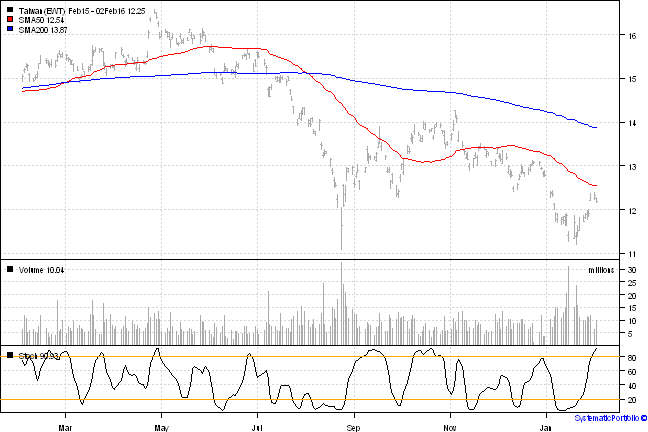 Taiwan (EWT) Feb15 - 02Feb16 12.25
SMA50 12.54
SMA200 13.87
16
15
14
13
12
11
Volume 10.04
millions
30
25
20
15
10
5
80
60
40
20
Mar
May
Jul
Sep
Nov
Jan
SystematicPortfolio ©